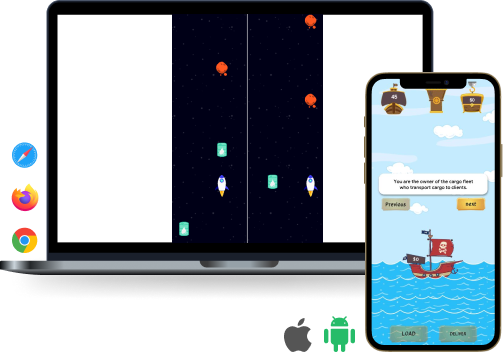 45
50
You are the owner of the cargo fleet
who transport cargo to clients.
Previous
next
50
LOAD
DELIVER